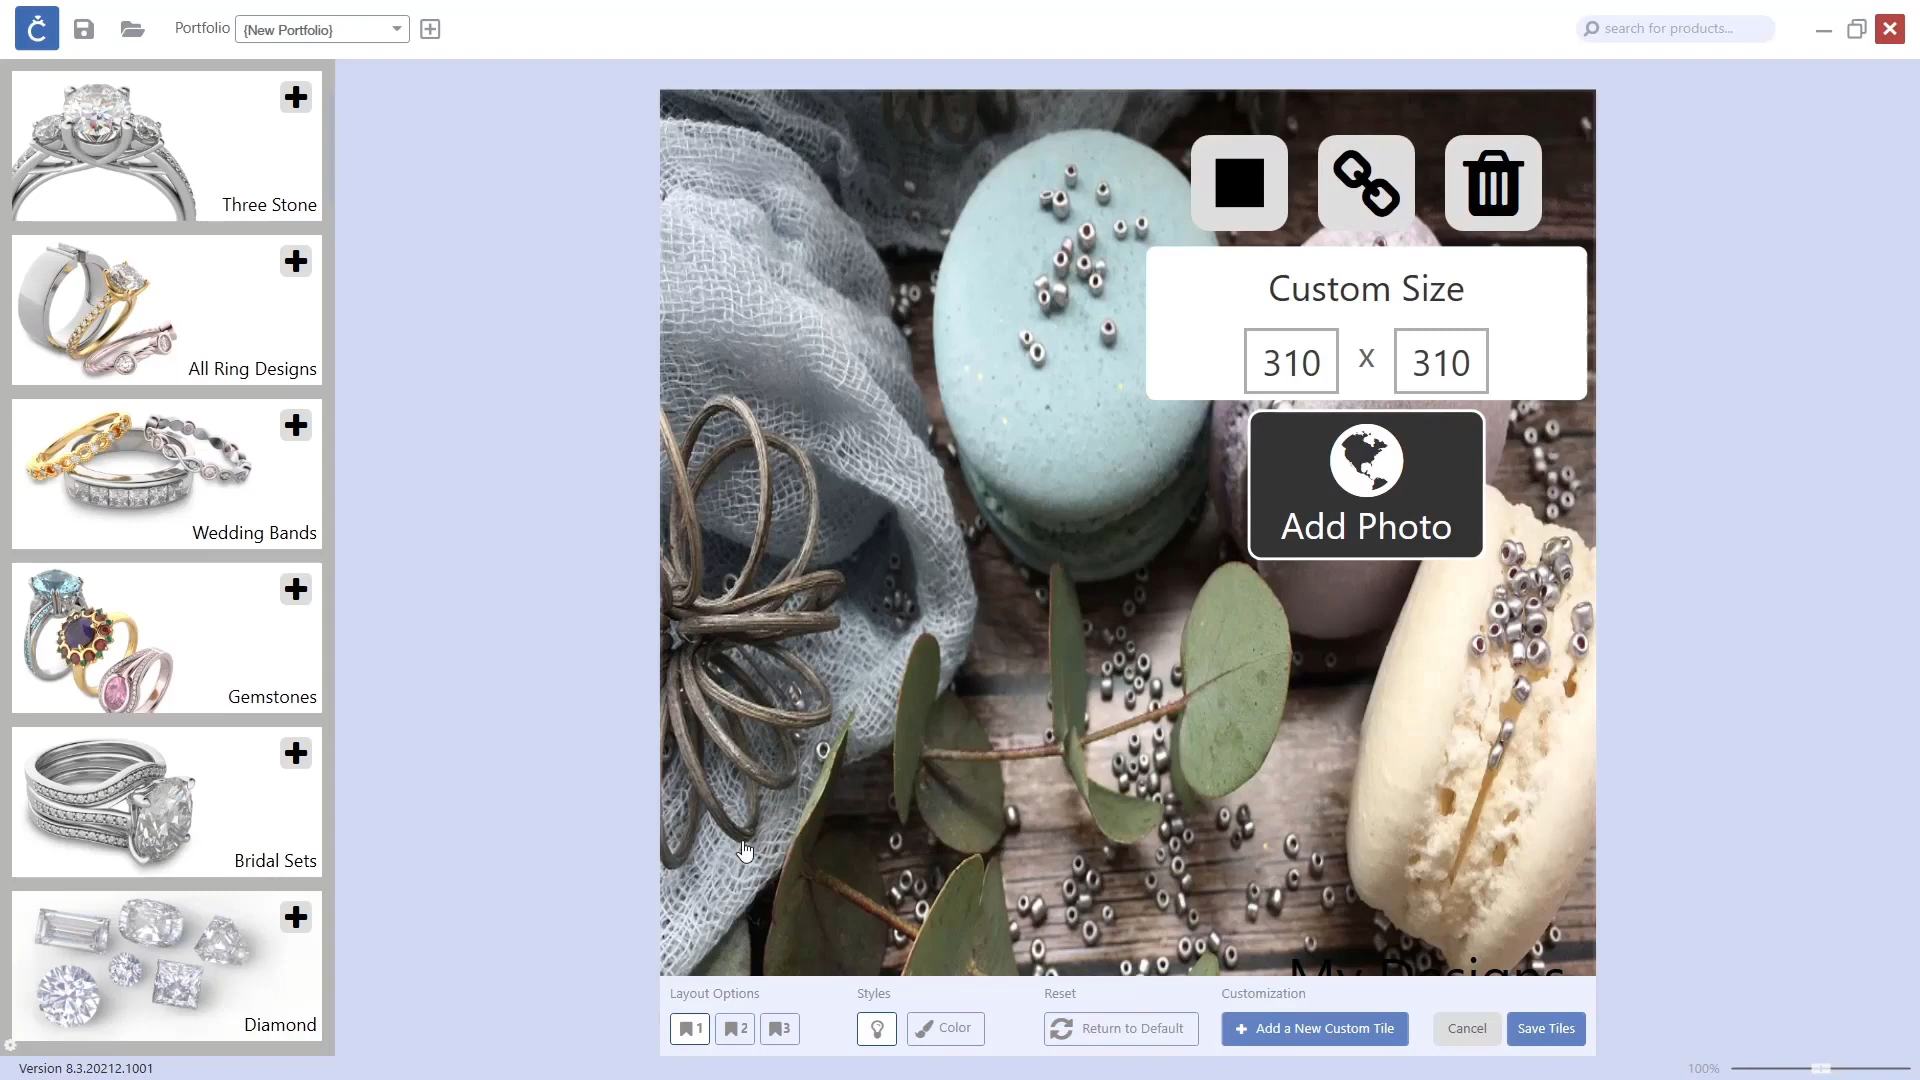 Č
Portfolio {New Portfolio}
search for products...
Three Stone
All Ring Designs
Wedding Bands
Gemstones
Bridal Sets
Diamond
Custom Size
310 x 310
Add Photo
My Designs
Layout Options Styles Reset Customization
1 2 3 Color Return to Default Add a New Custom Tile Cancel Save Tiles
Version 8.3.20212.1001
100%